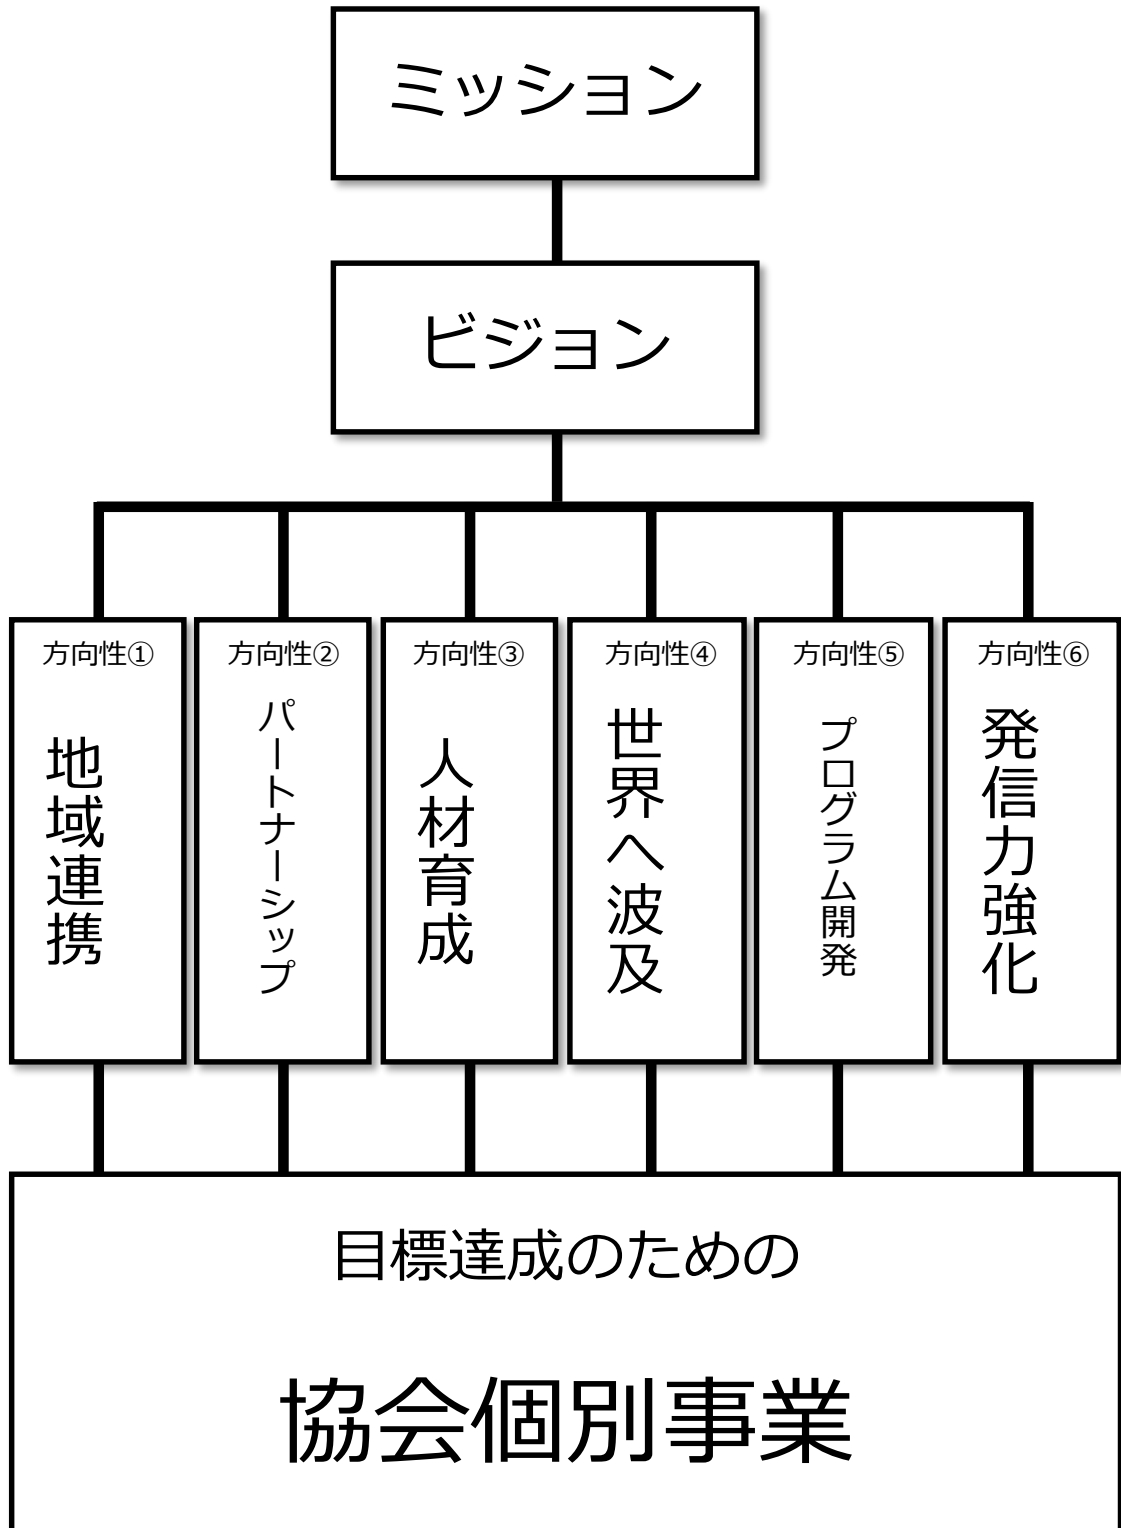 ミッション
ビジョン
方向性①
地域連携
方向性②
パートナーシップ
方向性③
人材育成
方向性④
世界へ波及
方向性⑤
プログラム開発
方向性⑥
発信力強化
目標達成のための
協会個別事業